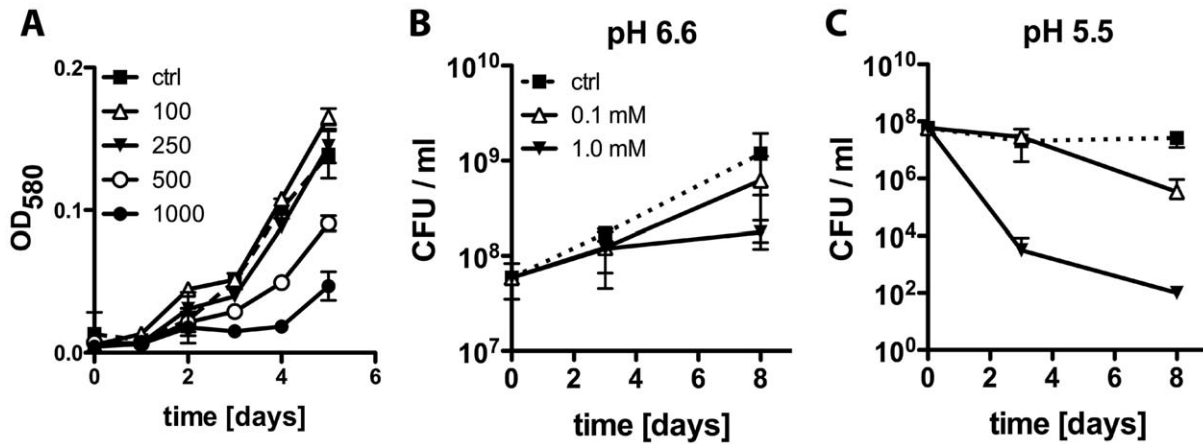 A
0.2
0.1
0.0
OD580
ctrl
100
250
500
1000
0 2 4 6
time [days]
B
pH 6.6
10^10
10^9
10^8
10^7
CFU / ml
ctrl
0.1 mM
1.0 mM
0 2 4 6 8
time [days]
C
pH 5.5
10^10
10^8
10^6
10^4
10^2
10^0
CFU / ml
0 2 4 6 8
time [days]